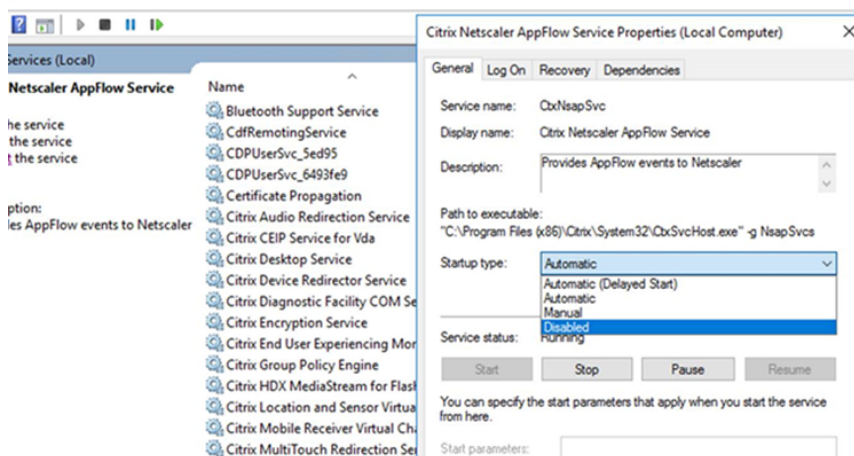 Services (Local)
Netscaler AppFlow Service
he service
the service
the service
ption:
les AppFlow events to Netscaler
Name
Bluetooth Support Service
CdfRemotingService
CDPUserSvc_5ed95
CDPUserSvc_6493fe9
Certificate Propagation
Citrix Audio Redirection Service
Citrix CEIP Service for Vda
Citrix Desktop Service
Citrix Device Redirector Service
Citrix Diagnostic Facility COM Se
Citrix Encryption Service
Citrix End User Experiencing Mor
Citrix Group Policy Engine
Citrix HDX MediaStream for Flash
Citrix Location and Sensor Virtua
Citrix Mobile Receiver Virtual Cha
Citrix MultiTouch Redirection Ser
Citrix Netscaler AppFlow Service Properties (Local Computer)
General Log On Recovery Dependencies
Service name: CtxNsapSvc
Display name: Citrix Netscaler AppFlow Service
Description: Provides AppFlow events to Netscaler
Path to executable:
"C:\Program Files (x86)\Citrix\System32\CtxSvcHost.exe" -g NsapSvcs
Startup type: Automatic
Automatic (Delayed Start)
Automatic
Manual
Disabled
Service status: Running
Start Stop Pause Resume
You can specify the start parameters that apply when you start the service
from here.
Start parameters: